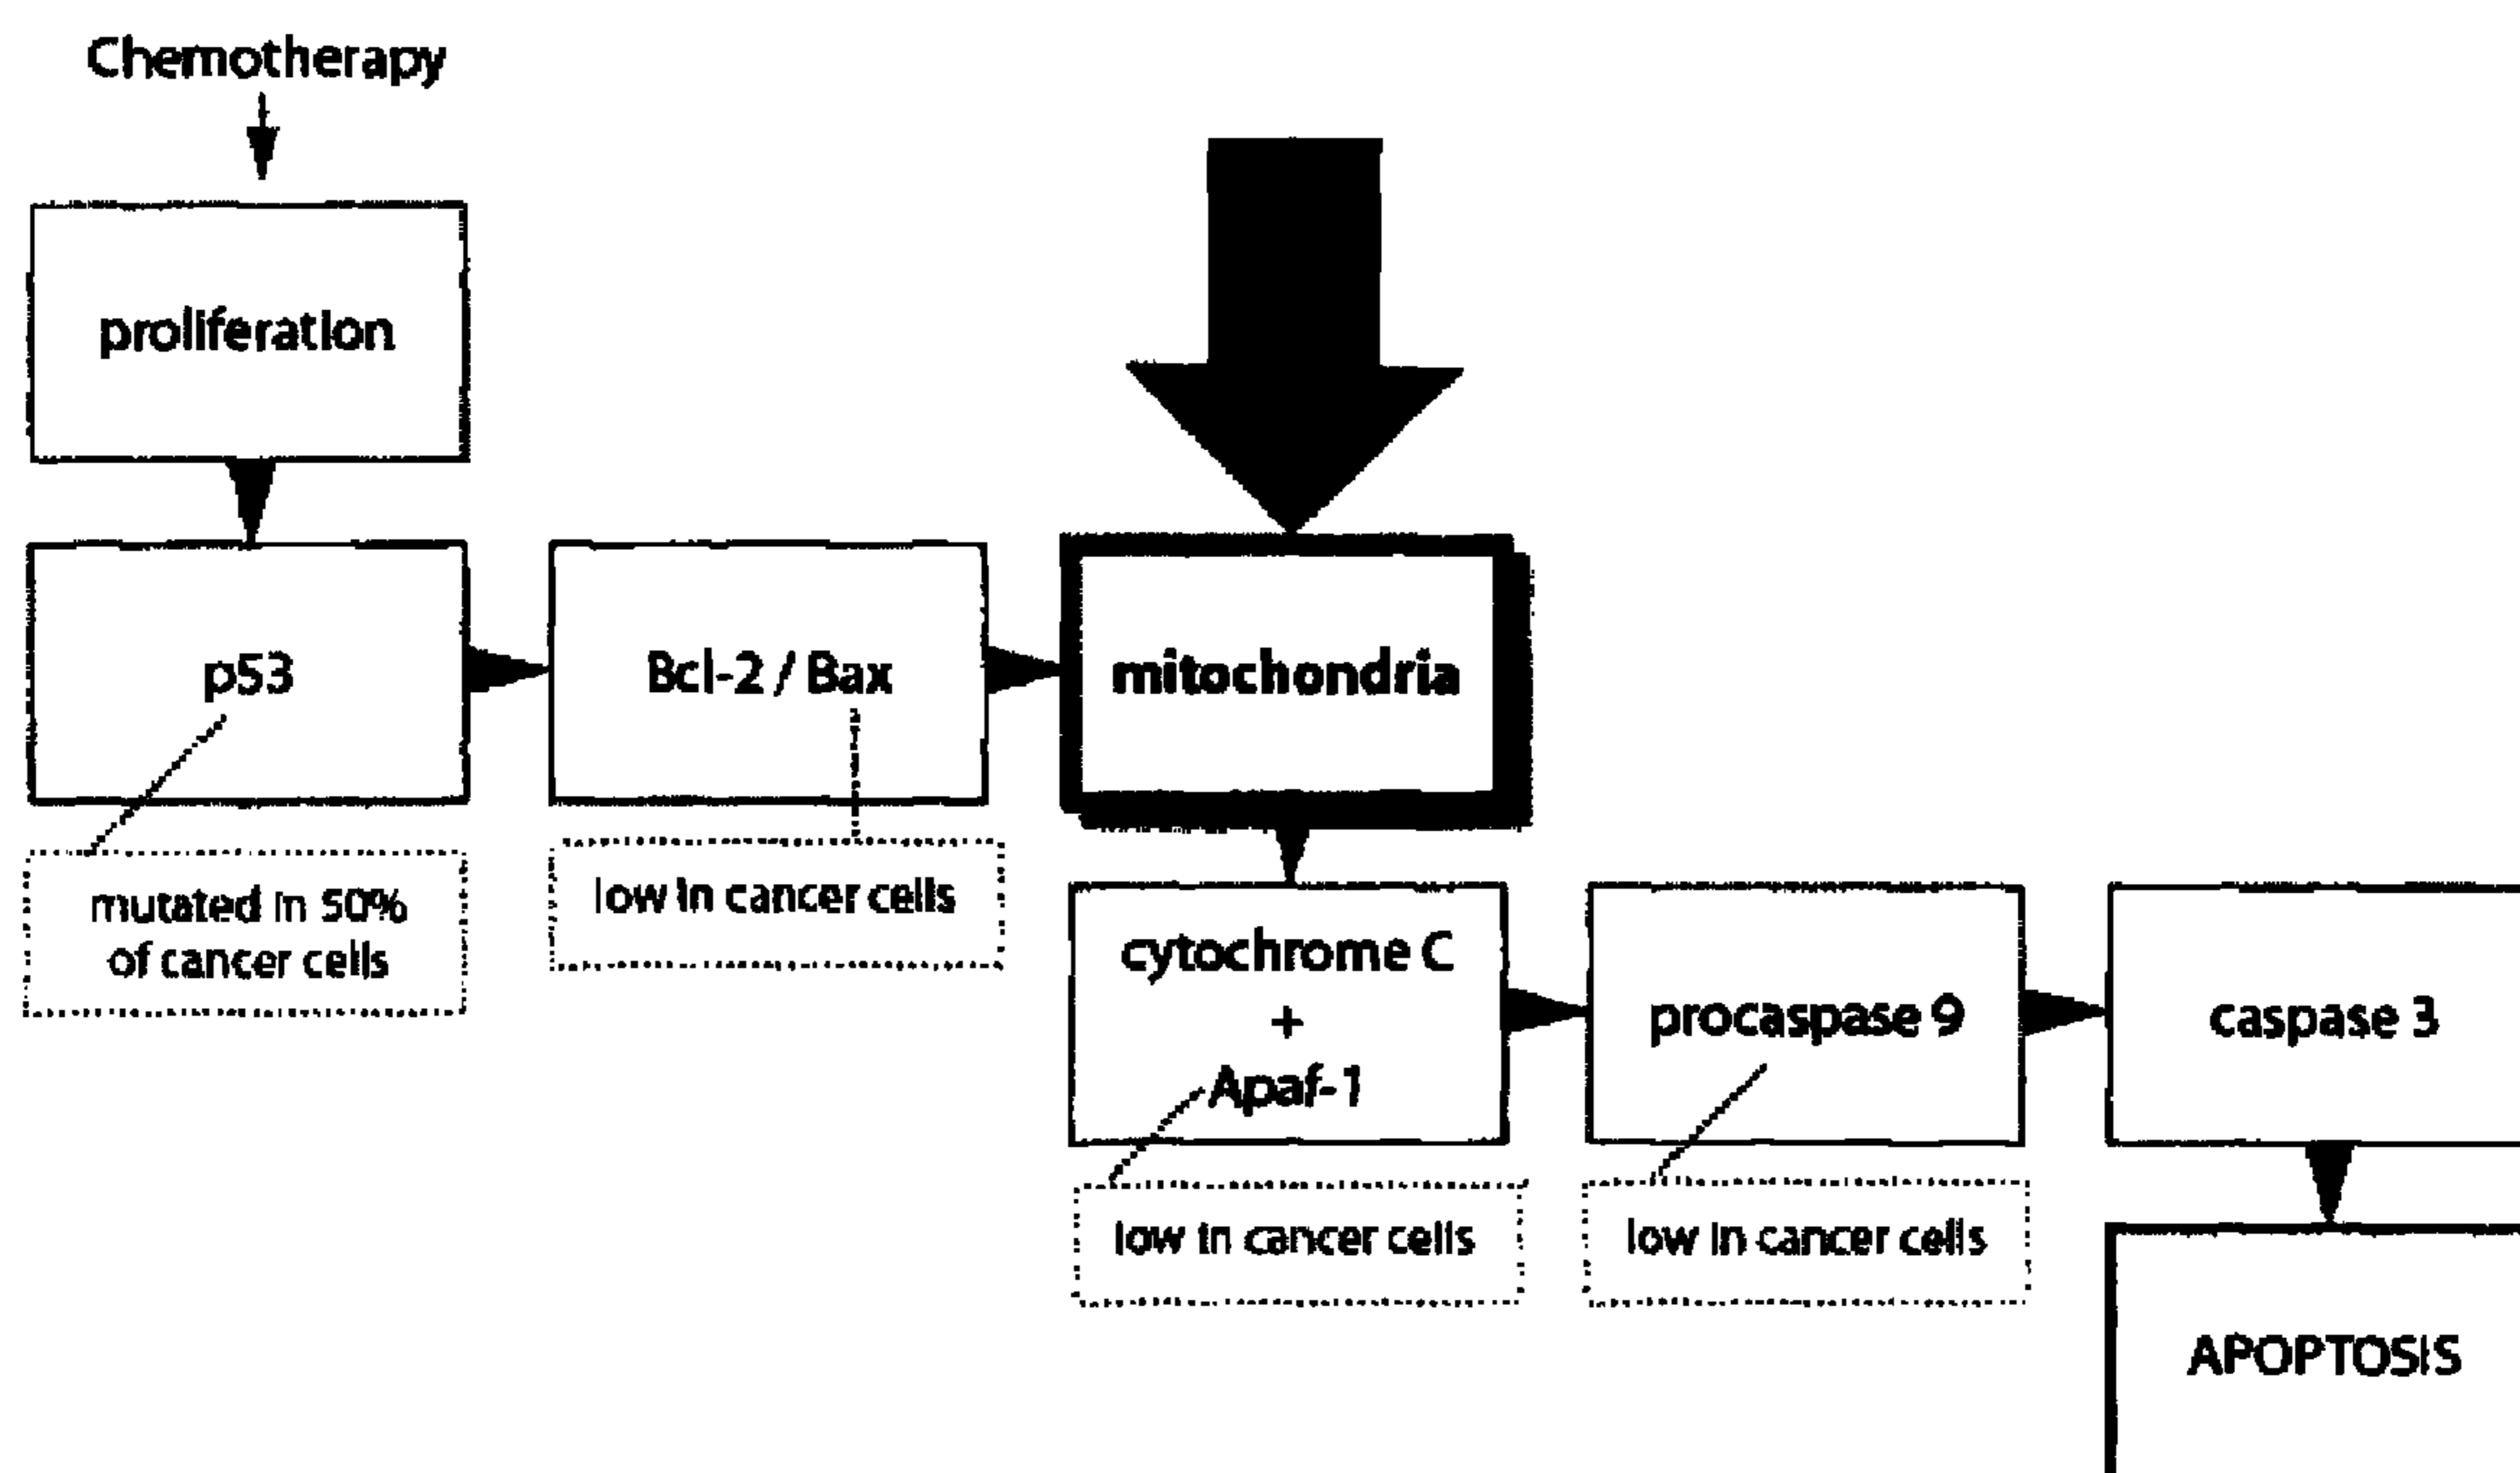 Chemotherapy
proliferation
p53
Bcl-2 / Bax
mitochondria
mutated in 50%
of cancer cells
low in cancer cells
cytochrome C
+
Apaf-1
procaspase 9
caspase 3
low in cancer cells
low in cancer cells
APOPTOSIS